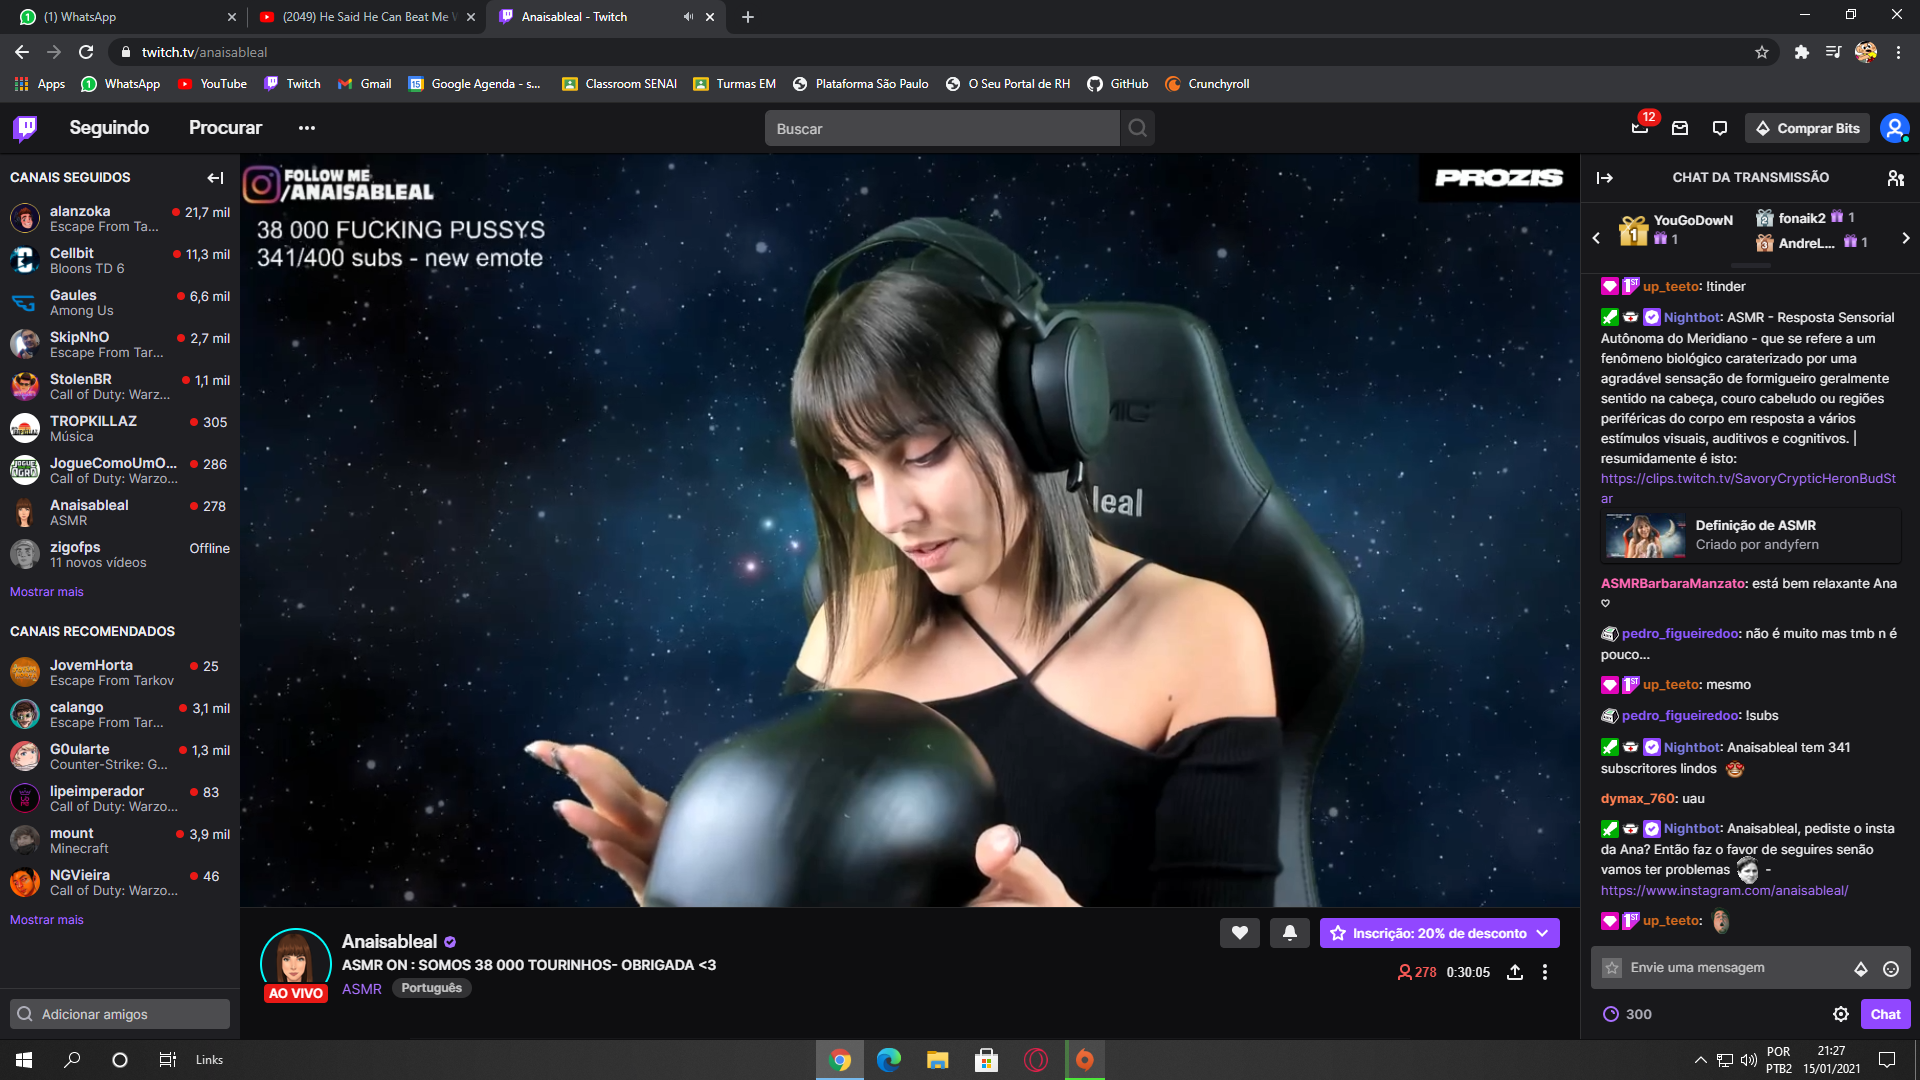 (1) WhatsApp
(2049) He Said He Can Beat Me W
Anaisableal - Twitch
twitch.tv/anaisableal
Apps
WhatsApp
YouTube
Twitch
Gmail
Google Agenda - s...
Classroom SENAI
Turmas EM
Plataforma São Paulo
O Seu Portal de RH
GitHub
Crunchyroll
Seguindo
Procurar
Buscar
12
Comprar Bits
CANAIS SEGUIDOS
alanzoka
21,7 mil
Escape From Ta...
Cellbit
11,3 mil
Bloons TD 6
Gaules
6,6 mil
Among Us
SkipNhO
2,7 mil
Escape From Tar...
StolenBR
1,1 mil
Call of Duty: Warz...
TROPKILLAZ
305
Música
JogueComoUmO...
286
Call of Duty: Warzo...
Anaisableal
278
ASMR
zigofps
Offline
11 novos vídeos
Mostrar mais
CANAIS RECOMENDADOS
JovemHorta
25
Escape From Tarkov
calango
3,1 mil
Escape From Tar...
G0ularte
1,3 mil
Counter-Strike: G...
lipeimperador
83
Call of Duty: Warzo...
mount
3,9 mil
Minecraft
NGVieira
46
Call of Duty: Warzo...
Mostrar mais
Adicionar amigos
FOLLOW ME
/ANAISABLEAL
38 000 FUCKING PUSSYS
341/400 subs - new emote
PROZIS
leal
Anaisableal
ASMR ON : SOMOS 38 000 TOURINHOS- OBRIGADA <3
AO VIVO
ASMR
Português
Inscrição: 20% de desconto
278
0:30:05
CHAT DA TRANSMISSÃO
1
YouGoDowN
1
2
fonaik2
1
3
AndreL...
1
1ST up_teeto: !tinder
Nightbot: ASMR - Resposta Sensorial
Autônoma do Meridiano - que se refere a um
fenômeno biológico caraterizado por uma
agradável sensação de formigueiro geralmente
sentido na cabeça, couro cabeludo ou regiões
periféricas do corpo em resposta a vários
estímulos visuais, auditivos e cognitivos. |
resumidamente é isto:
https://clips.twitch.tv/SavoryCrypticHeronBudSt
ar
Definição de ASMR
Criado por andyfern
ASMRBarbaraManzato: está bem relaxante Ana
♡
pedro_figueiredoo: não é muito mas tmb n é
pouco...
1ST up_teeto: mesmo
pedro_figueiredoo: !subs
Nightbot: Anaisableal tem 341
subscritores lindos
dymax_760: uau
Nightbot: Anaisableal, pediste o insta
da Ana? Então faz o favor de seguires senão
vamos ter problemas -
https://www.instagram.com/anaisableal/
1ST up_teeto:
Envie uma mensagem
300
Chat
Links
POR
PTB2
21:27
15/01/2021